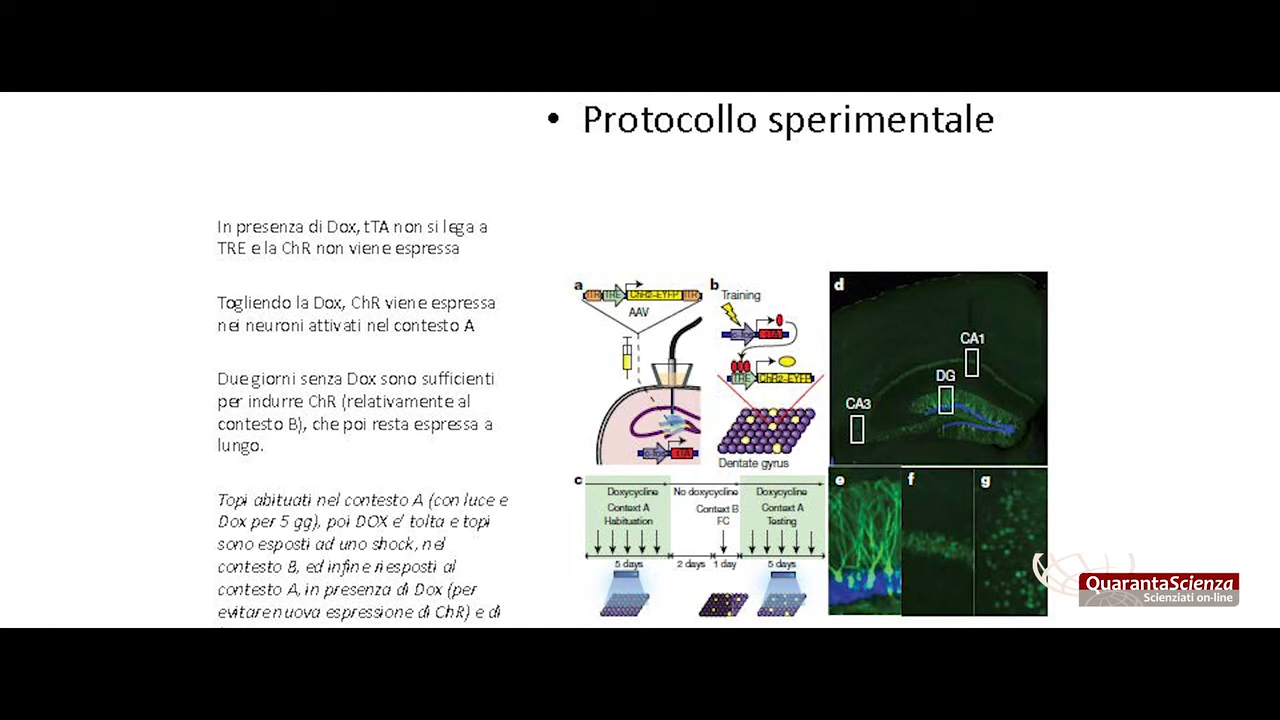 • Protocollo sperimentale
In presenza di Dox, tTA non si lega a
TRE e la ChR non viene espressa
Togliendo la Dox, ChR viene espressa
nei neuroni attivati nel contesto A
Due giorni senza Dox sono sufficienti
per indurre ChR (relativamente al
contesto B), che poi resta espressa a
lungo.
Topi abituati nel contesto A (con luce e
Dox per 5 gg), poi DOX e' tolta e topi
sono esposti ad uno shock, nel
contesto B, ed infine riesposti al
contesto A, in presenza di Dox (per
evitare nuova espressione di ChR) e di
a
ITR TRE ChR2–EYFP ITR
AAV
c-fos tTA
b
Training
c-fos tTA
TRE ChR2–EYFP
Dentate gyrus
c
Doxycycline No doxycycline Doxycycline
Context A Context B Context A
Habituation FC Testing
5 days 2 days 1 day 5 days
d
CA1
DG
CA3
e f g
QuarantaScienza
Scienziati on-line